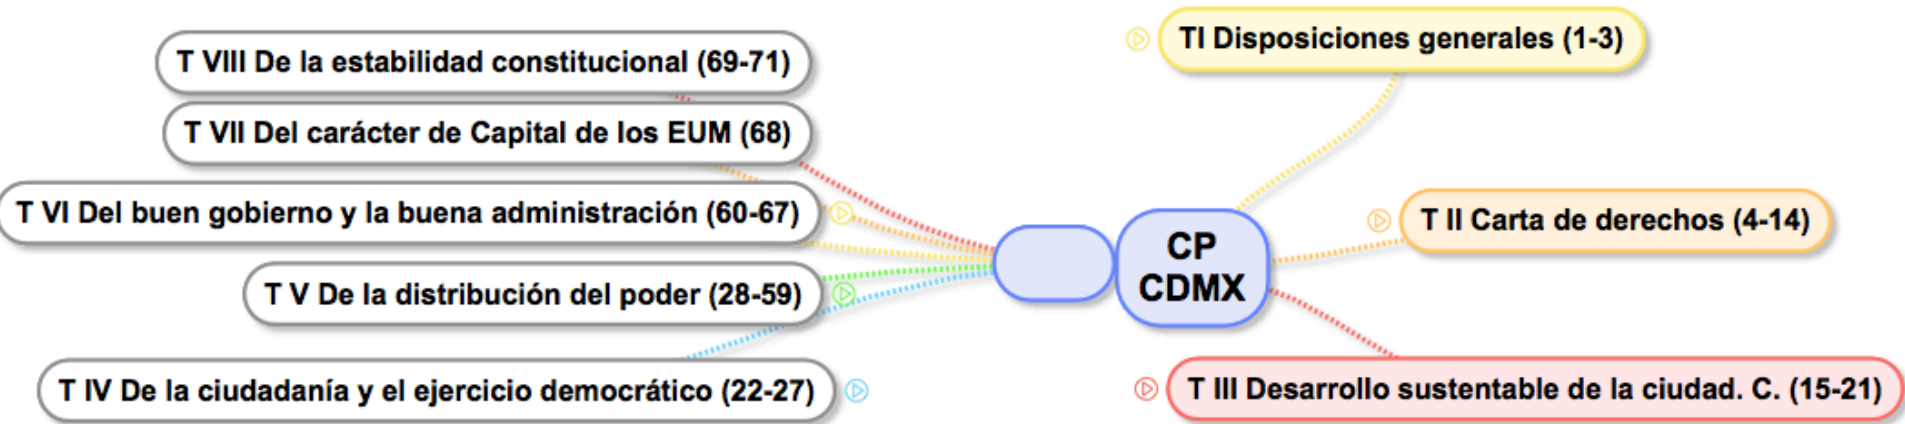 T VIII De la estabilidad constitucional (69-71)
T VII Del carácter de Capital de los EUM (68)
T VI Del buen gobierno y la buena administración (60-67)
T V De la distribución del poder (28-59)
T IV De la ciudadanía y el ejercicio democrático (22-27)
CP
CDMX
TI Disposiciones generales (1-3)
T II Carta de derechos (4-14)
T III Desarrollo sustentable de la ciudad. C. (15-21)